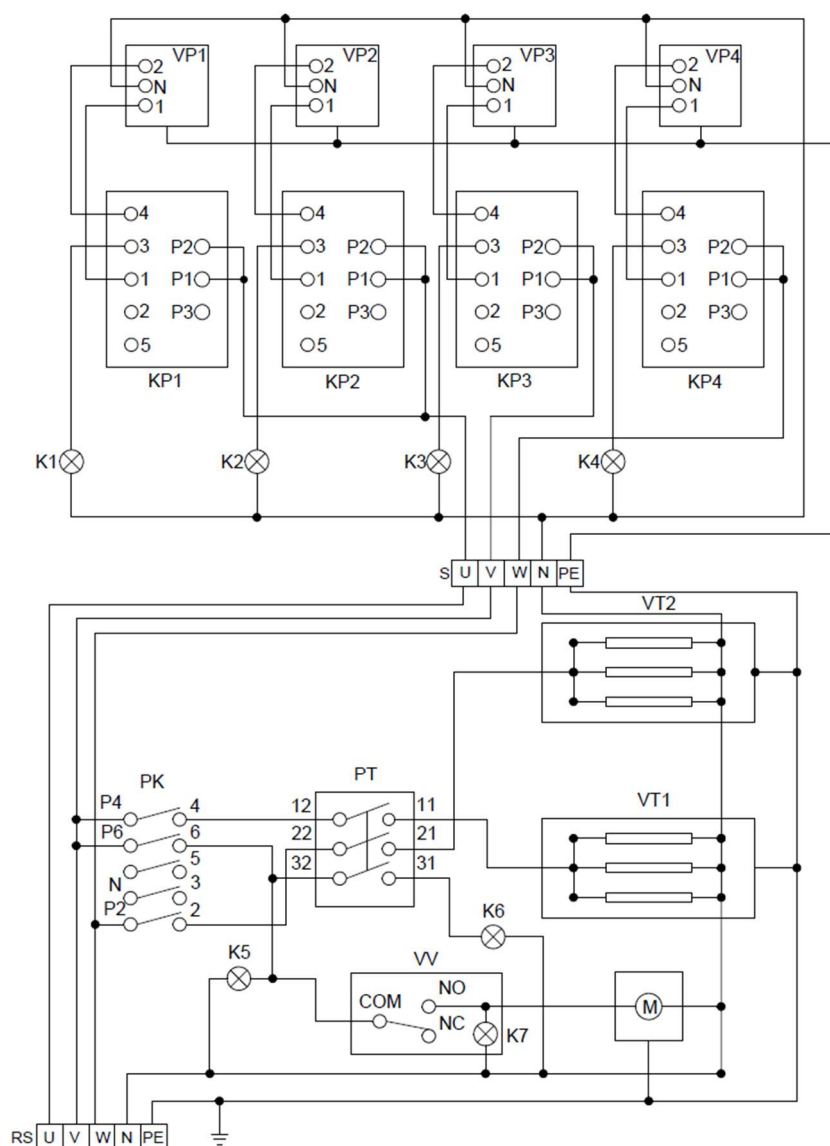 VP1 VP2 VP3 VP4
2 2 2 2
N N N N
1 1 1 1
4 4 4 4
3 P2 3 P2 3 P2 3 P2
1 P1 1 P1 1 P1 1 P1
2 P3 2 P3 2 P3 2 P3
5 5 5 5
KP1 KP2 KP3 KP4
K1 K2 K3 K4
S U V W N PE
VT2
PK PT VT1
P4 4 12 11
P6 6 22 21
5 32 31
N 3
P2 2
K6
K5 VV
NO
COM M
NC K7
RS U V W N PE